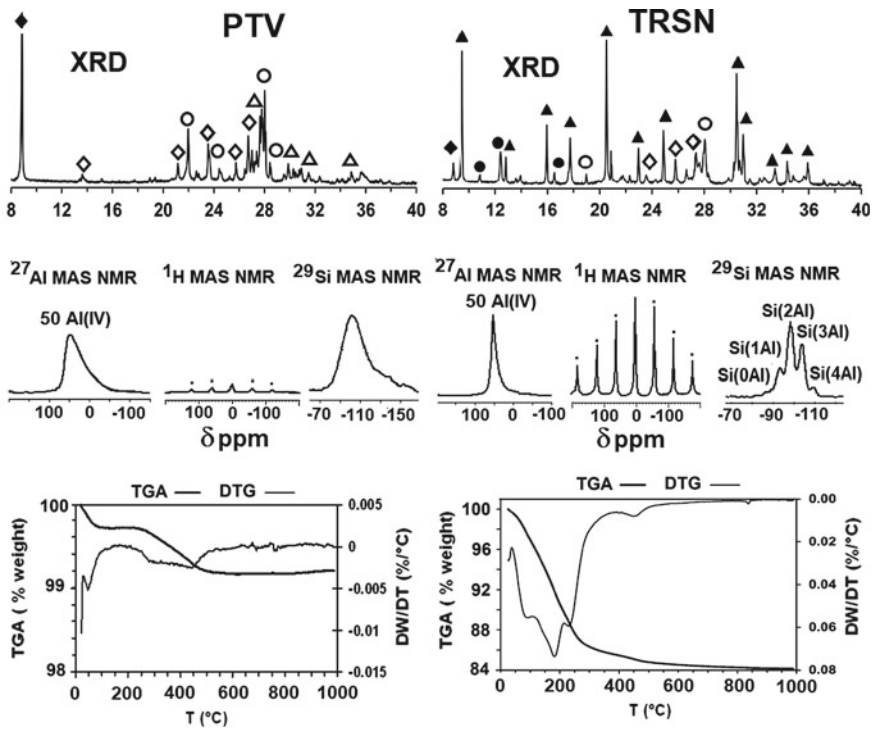 PTV
XRD
8 12 16 20 24 28 32 36 40
TRSN
XRD
8 12 16 20 24 28 32 36 40
27Al MAS NMR
50 Al(IV)
100 0 -100
1H MAS NMR
100 0 -100
29Si MAS NMR
-70 -110 -150
δ ppm
27Al MAS NMR
50 Al(IV)
100 0 -100
1H MAS NMR
100 0 -100
29Si MAS NMR
Si(2Al)
Si(1Al)
Si(3Al)
Si(0Al)
Si(4Al)
-70 -90 -110
δ ppm
TGA DTG
TGA ( % weight)
100
99
98
DW/DT (%/°C)
0.005
0
-0.005
-0.01
-0.015
0 200 400 600 800 1000
T (°C)
TGA DTG
TGA ( % weight)
100
96
92
88
84
DW/DT (%/°C)
0.00
0.02
0.04
0.06
0.08
0 200 400 600 800 1000
T (°C)